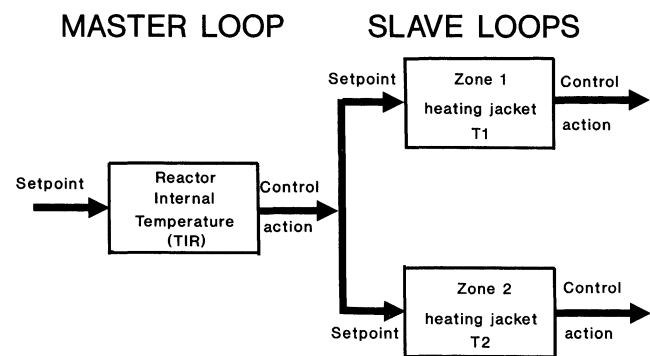 MASTER LOOP
SLAVE LOOPS
Setpoint
Reactor
Internal
Temperature
(TIR)
Control
action
Setpoint
Zone 1
heating jacket
T1
Control
action
Setpoint
Zone 2
heating jacket
T2
Control
action